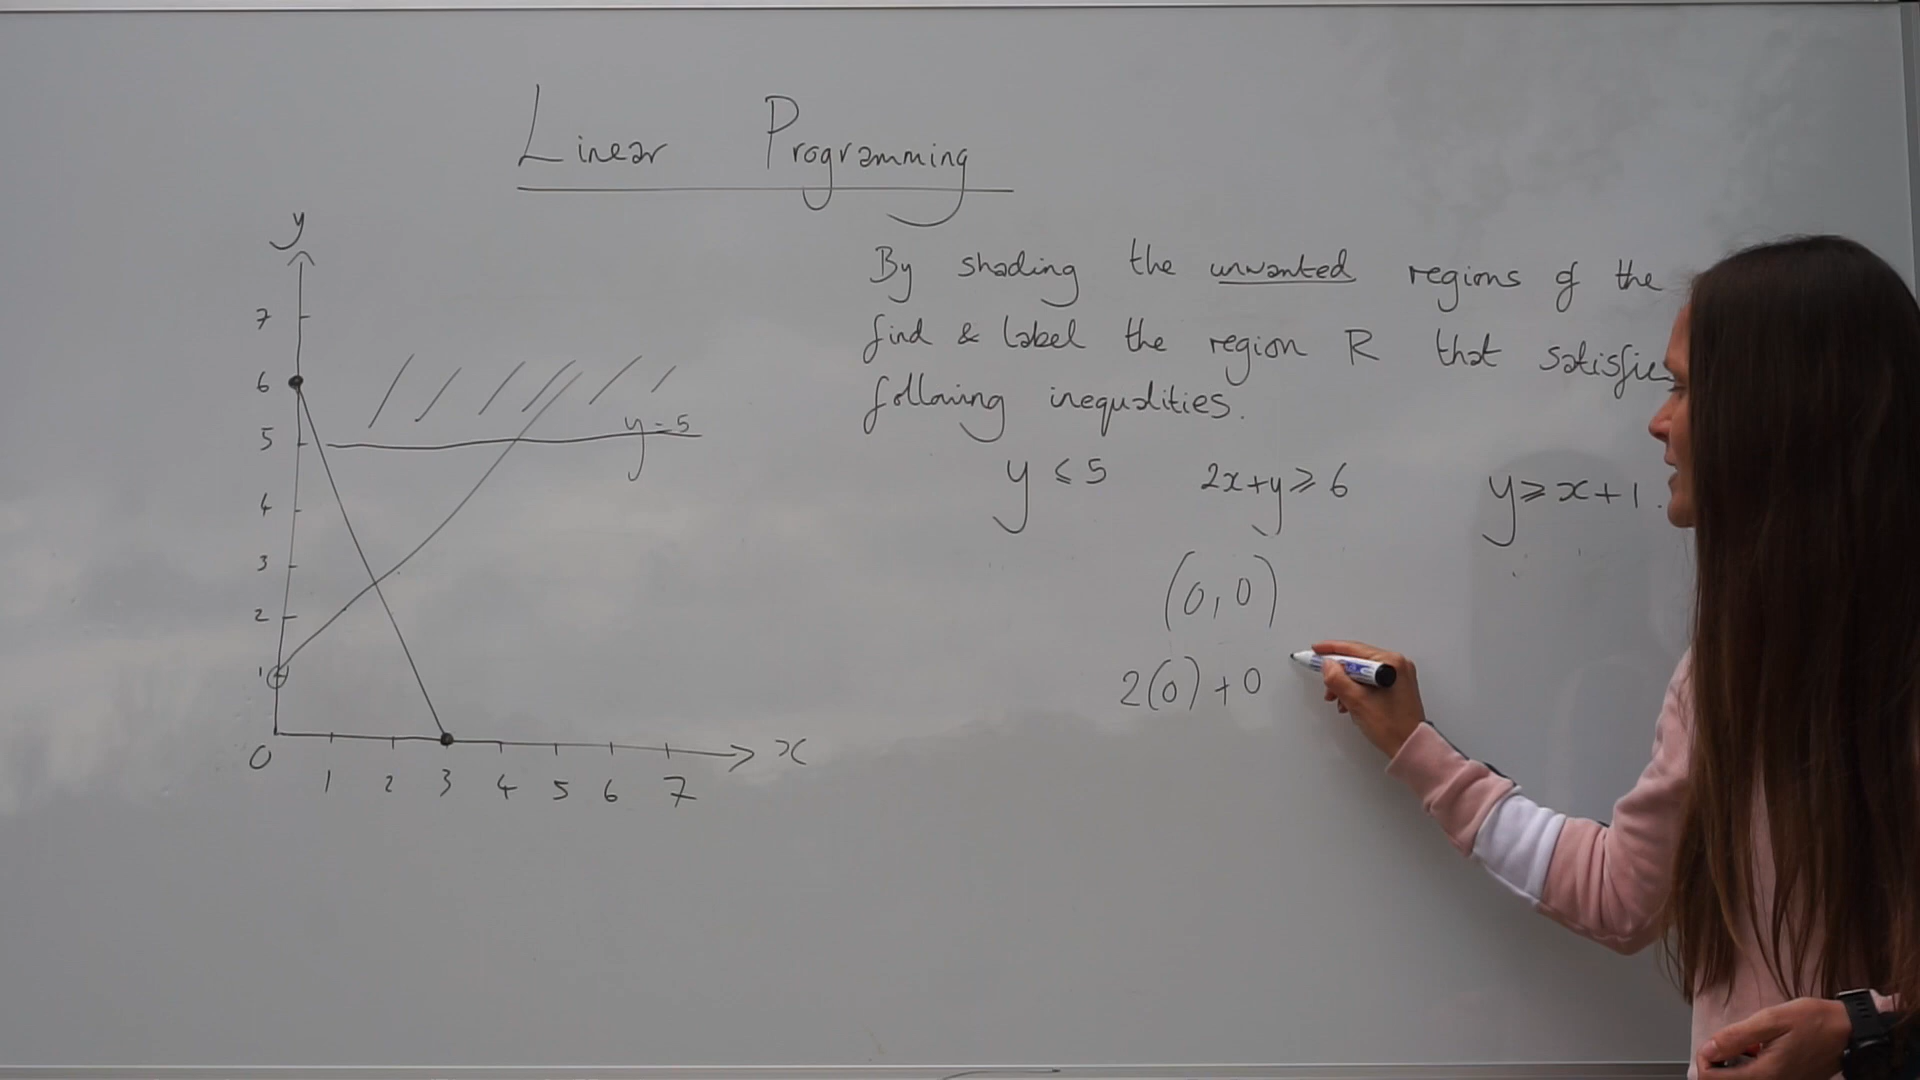 Linear Programming
By shading the unwanted regions of the
find & label the region R that
following inequalities.
y ⩽ 5 2x+y ⩾ 6 y ⩾ x+1.
(0,0)
2(0) + 0
y
7
6
5
4
3
2
1
0
y = 5
1 2 3 4 5 6 7
x